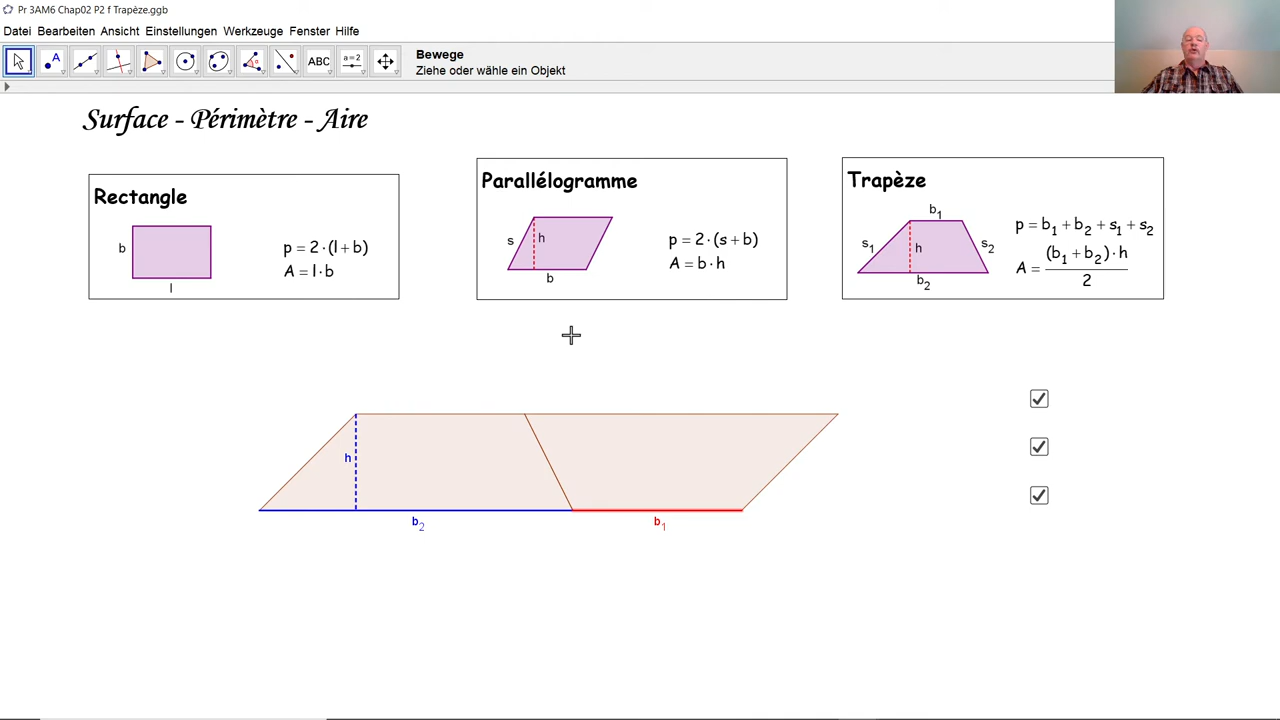 Pr 3AM6 Chap02 P2 f Trapèze.ggb
Datei Bearbeiten Ansicht Einstellungen Werkzeuge Fenster Hilfe
A
ABC
a=2
Bewege
Ziehe oder wähle ein Objekt
Surface - Périmètre - Aire
Rectangle
b
l
p = 2·(l+b)
A = l·b
Parallélogramme
s
h
b
p = 2·(s+b)
A = b·h
Trapèze
b₁
s₁
h
s₂
b₂
p = b₁ + b₂ + s₁ + s₂
A = (b₁ + b₂)·h
2
h
b₂
b₁